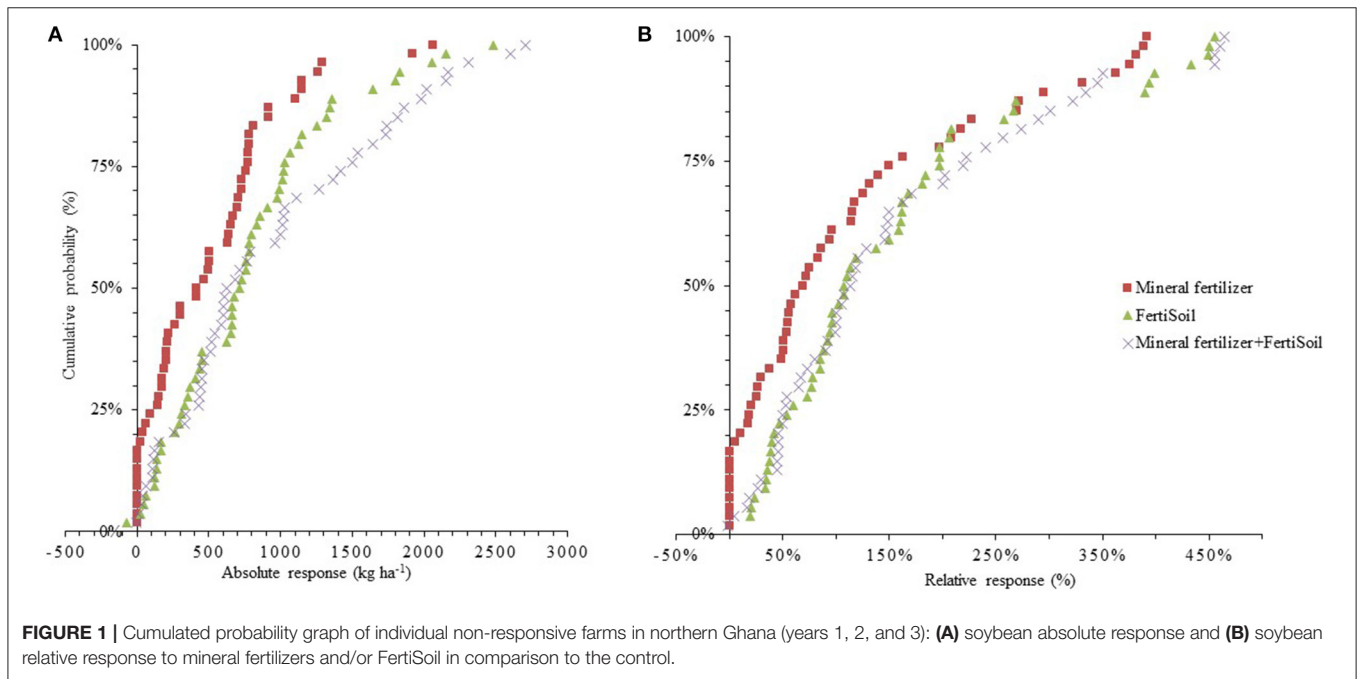 A
100%
75%
50%
25%
0%
Cumulative probability (%)
-500 0 500 1000 1500 2000 2500 3000
Absolute response (kg ha-1)
B
100%
75%
50%
25%
0%
-50% 50% 150% 250% 350% 450%
Relative response (%)
Mineral fertilizer
FertiSoil
Mineral fertilizer+FertiSoil
FIGURE 1 | Cumulated probability graph of individual non-responsive farms in northern Ghana (years 1, 2, and 3): (A) soybean absolute response and (B) soybean
relative response to mineral fertilizers and/or FertiSoil in comparison to the control.